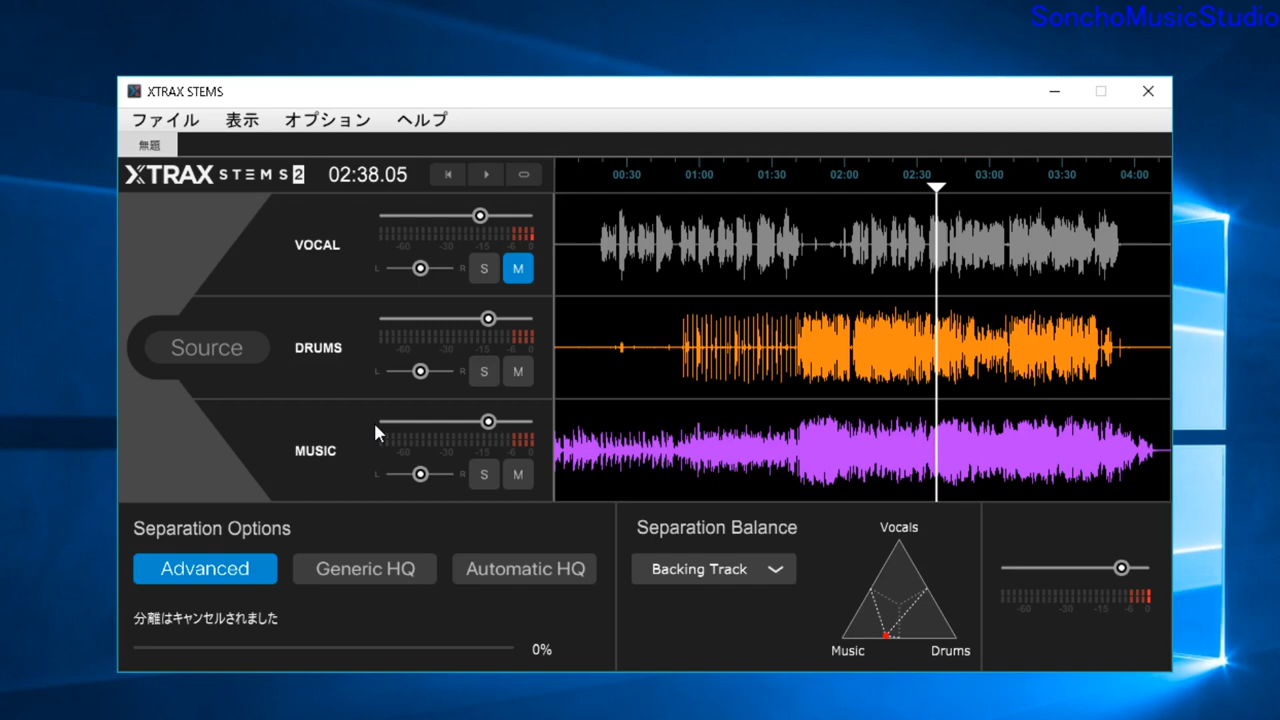 SonchoMusicStudio
XTRAX STEMS
ファイル 表示 オプション ヘルプ
無題
XTRAX STEMS 2 02:38.05
00:30 01:00 01:30 02:00 02:30 03:00 03:30 04:00
VOCAL
-60 -30 -15 -6 0
L R S M
Source
DRUMS
-60 -30 -15 -6 0
L R S M
MUSIC
-60 -30 -15 -6 0
L R S M
Separation Options
Advanced Generic HQ Automatic HQ
分離はキャンセルされました
0%
Separation Balance
Backing Track
Vocals
Music Drums
-60 -30 -15 -6 0